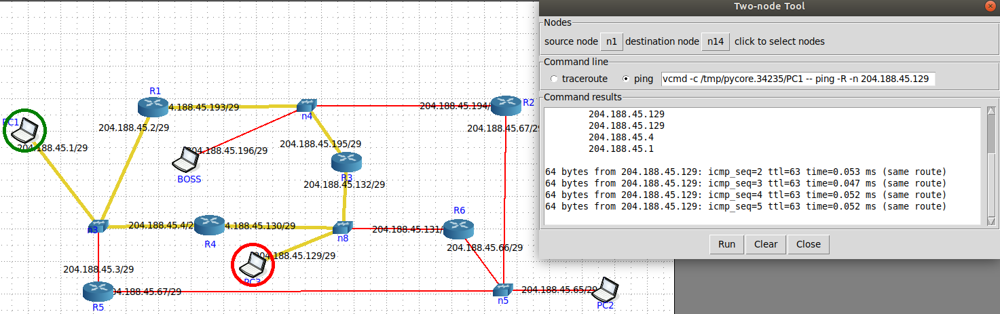 Two-node Tool
Nodes
source node n1 destination node n14 click to select nodes
Command line
traceroute ping vcmd -c /tmp/pycore.34235/PC1 -- ping -R -n 204.188.45.129
Command results
204.188.45.129
204.188.45.129
204.188.45.4
204.188.45.1
64 bytes from 204.188.45.129: icmp_seq=2 ttl=63 time=0.053 ms (same route)
64 bytes from 204.188.45.129: icmp_seq=3 ttl=63 time=0.047 ms (same route)
64 bytes from 204.188.45.129: icmp_seq=4 ttl=63 time=0.052 ms (same route)
64 bytes from 204.188.45.129: icmp_seq=5 ttl=63 time=0.052 ms (same route)
Run Clear Close
R1
4.188.45.193/29
204.188.45.194/
R2
n4
PC1
204.188.45.2/29
204.188.45.67/29
204.188.45.1/29
204.188.45.195/29
204.188.45.196/29
BOSS
R3
204.188.45.132/29
R6
n3
204.188.45.4/2
4.188.45.130/29
204.188.45.131/
R4
n8
204.188.45.66/29
204.188.45.129/29
204.188.45.3/29
PC3
04.188.45.67/29
204.188.45.65/29
R5
n5
PC2